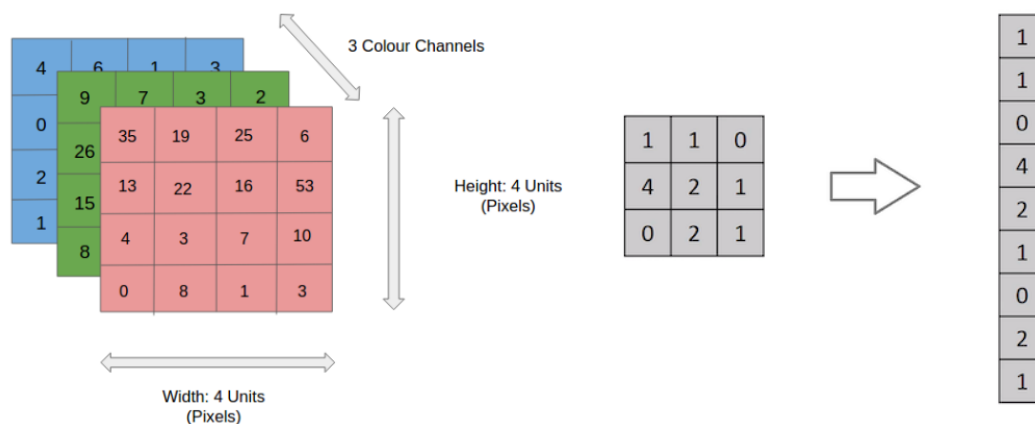 3 Colour Channels
4 6 1 3
9 7 3 2
0
35 19 25 6
26
13 22 16 53
2
15
4 3 7 10
1
8
0 8 1 3
Height: 4 Units
(Pixels)
Width: 4 Units
(Pixels)
1 1 0
4 2 1
0 2 1
1
1
0
4
2
1
0
2
1